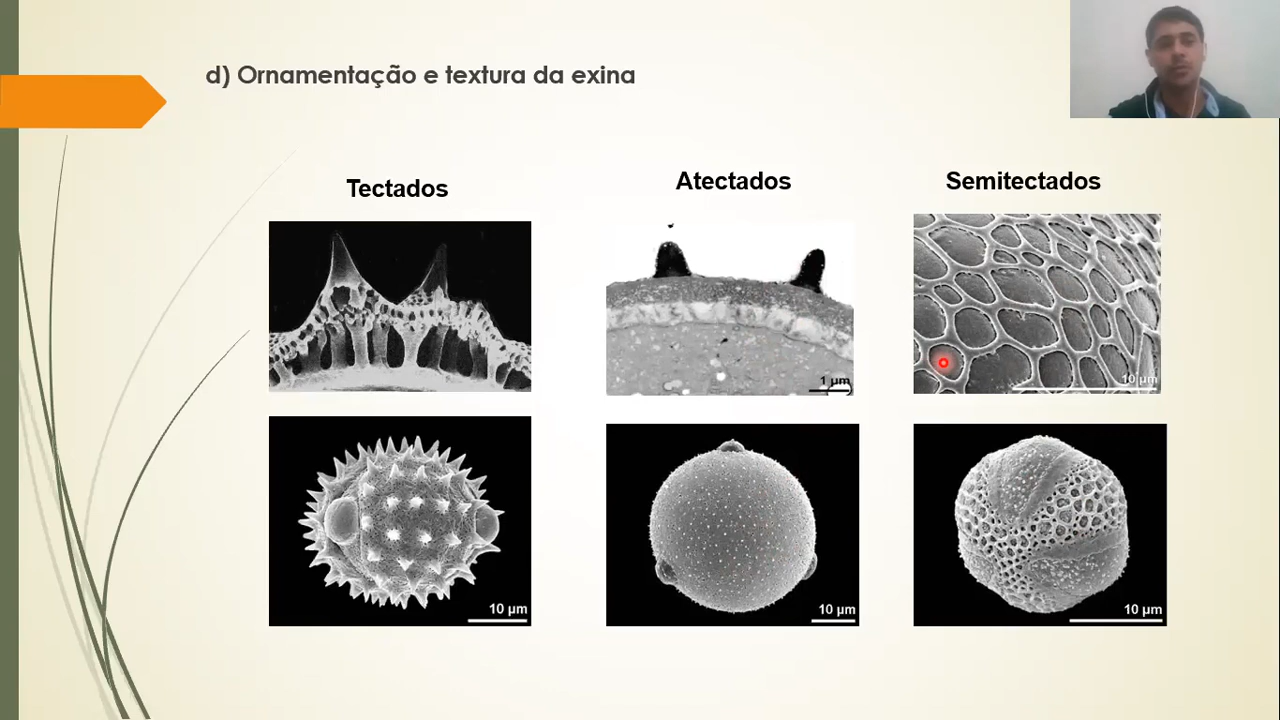 d) Ornamentação e textura da exina
Tectados
Atectados
Semitectados
1 µm
10 µm
10 µm
10 µm
10 µm